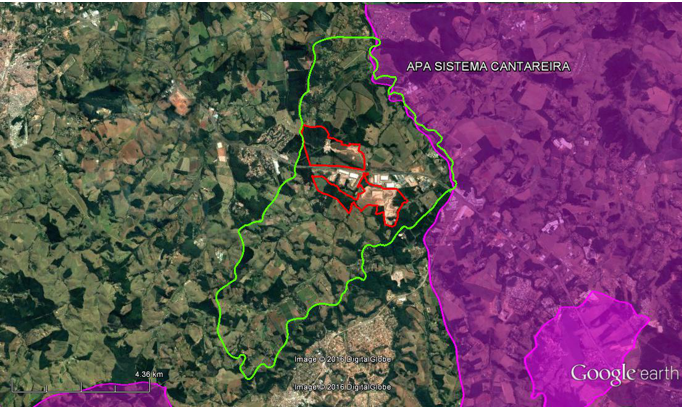 APA SISTEMA CANTAREIRA
Image © 2016 DigitalGlobe
4.36 km
Google earth
Image © 2016 DigitalGlobe